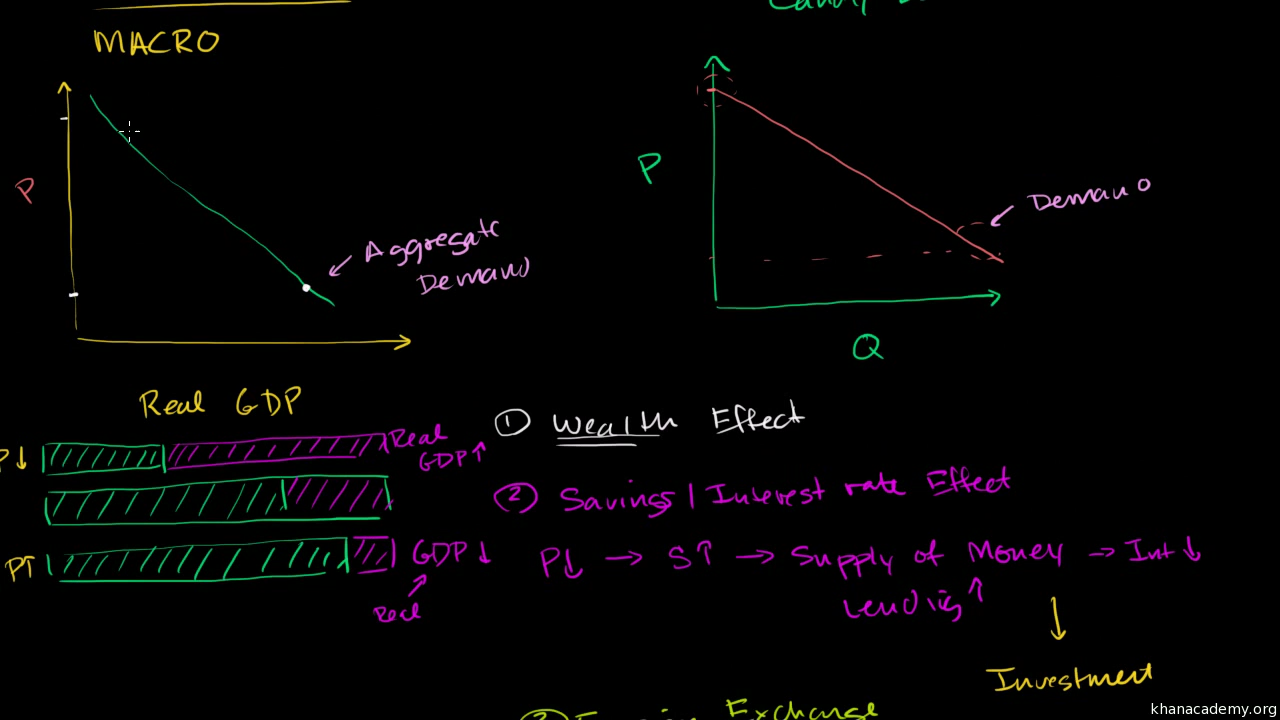 MACRO
P
Aggregate
Demand
Real GDP
P
Demand
Q
P↓
Real
GDP↑
P↑
GDP↓
Real
① Wealth Effect
② Savings / Interest rate Effect
P↓ → S↑ → Supply of Money → Int↓
Lending ↑
Investment
Exchange
khanacademy.org